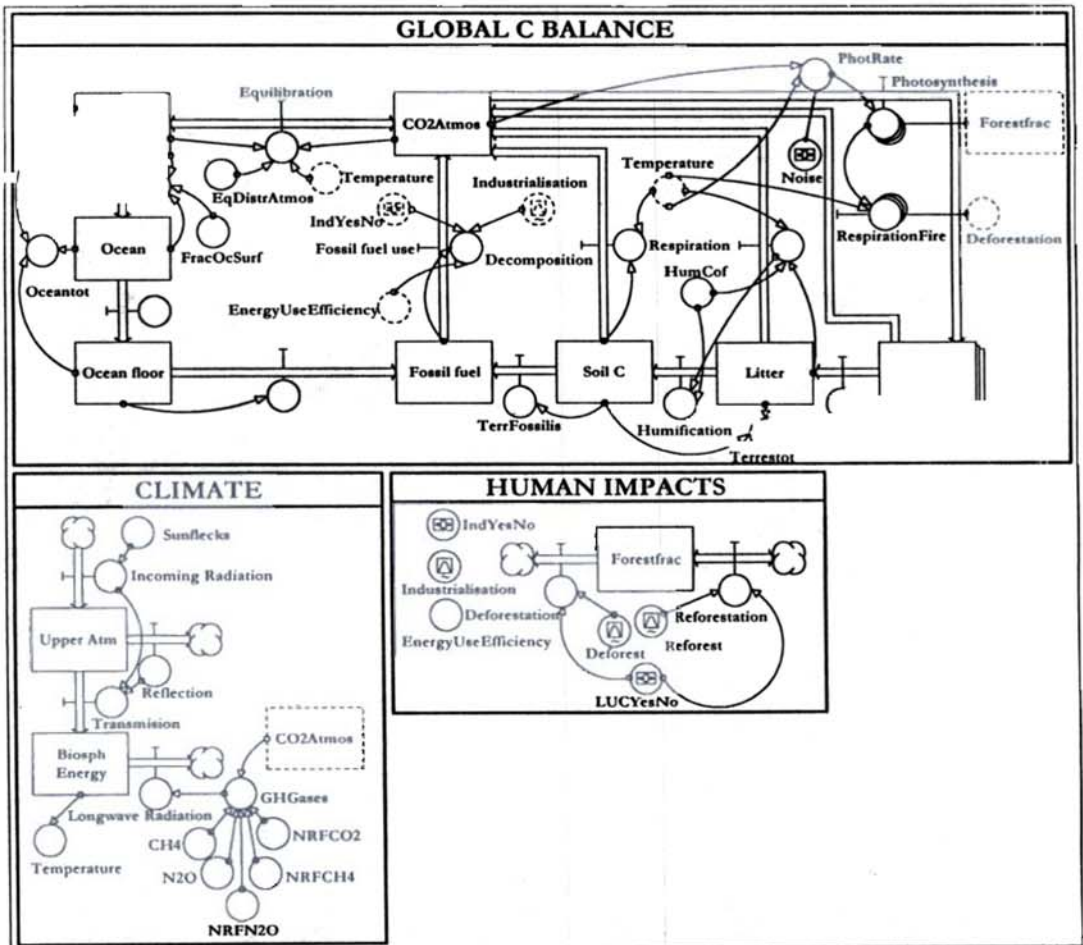 GLOBAL C BALANCE
PhotRate
Photosynthesis
Equilibration
CO2Atmos
Forestfrac
Noise
EqDistrAtmos
Temperature
Industrialisation
Temperature
IndYesNo
Ocean
FracOcSurf
Fossil fuel use
Decomposition
Respiration
RespirationFire
Deforestation
HumCof
Oceantot
EnergyUseEfficiency
Ocean floor
Fossil fuel
Soil C
Litter
TerrFossilis
Humification
Terrestot
CLIMATE
Sunflecks
Incoming Radiation
Upper Atm
Reflection
Transmision
Biosph
Energy
CO2Atmos
GHGases
Longwave Radiation
CH4
NRFCO2
Temperature
N2O
NRFCH4
NRFN2O
HUMAN IMPACTS
IndYesNo
Forestfrac
Industrialisation
Deforestation
Reforestation
EnergyUseEfficiency
Deforest
Reforest
LUCYesNo